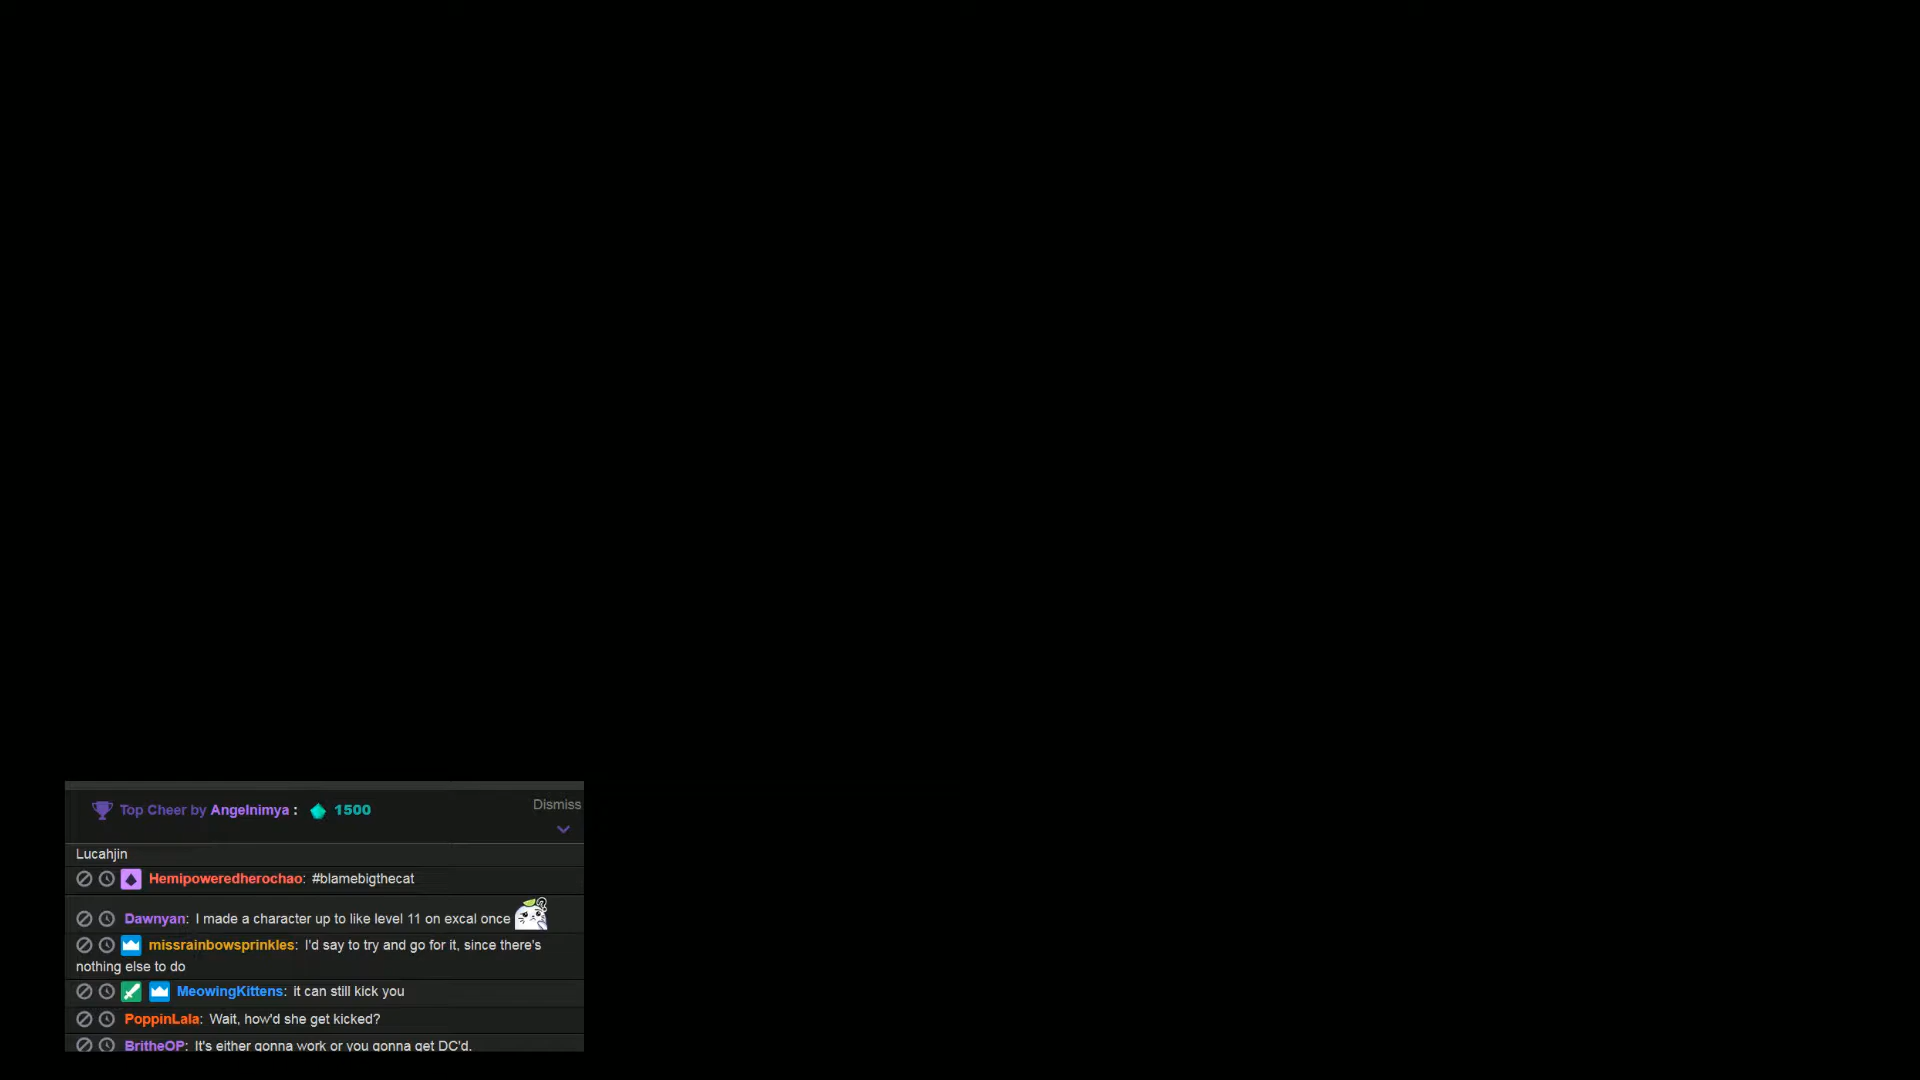 Top Cheer by Angelnimya : 1500
Dismiss
Lucahjin
Hemipoweredherochao: #blamebigthecat
Dawnyan: I made a character up to like level 11 on excal once
missrainbowsprinkles: I'd say to try and go for it, since there's
nothing else to do
MeowingKittens: it can still kick you
PoppinLala: Wait, how'd she get kicked?
BritheOP: It's either gonna work or you gonna get DC'd.